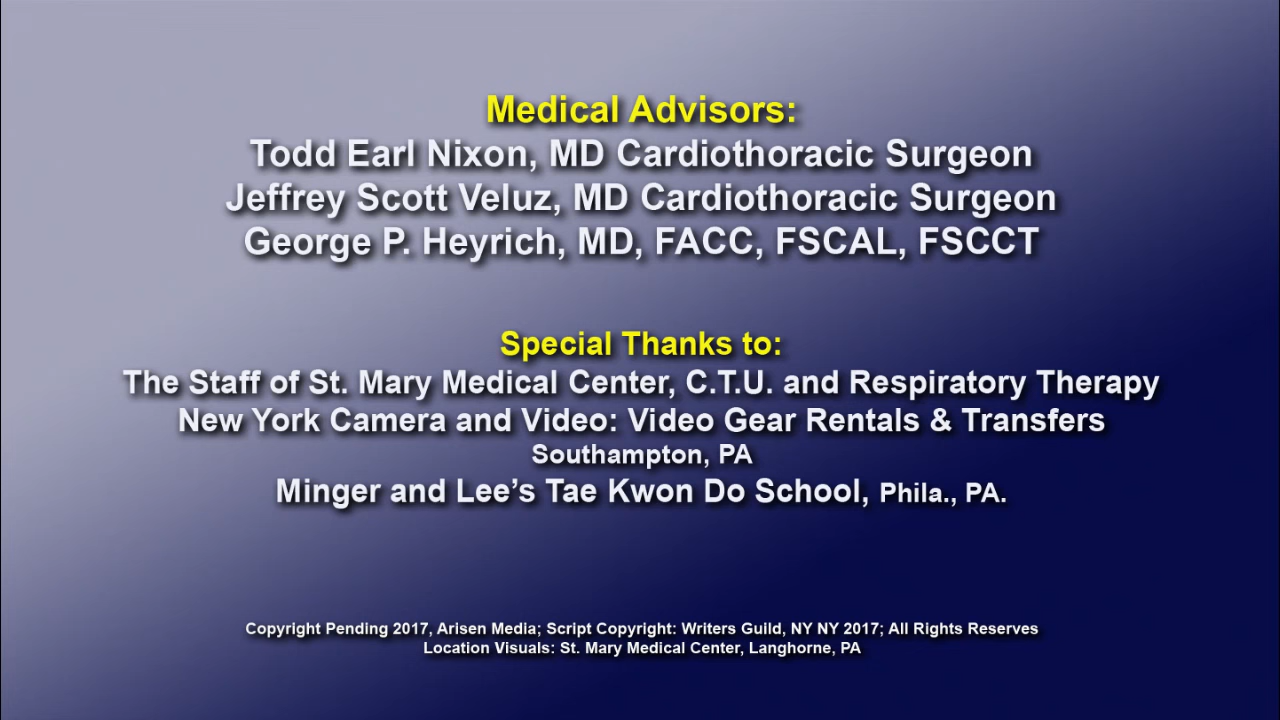 Medical Advisors:
Todd Earl Nixon, MD Cardiothoracic Surgeon
Jeffrey Scott Veluz, MD Cardiothoracic Surgeon
George P. Heyrich, MD, FACC, FSCAL, FSCCT
Special Thanks to:
The Staff of St. Mary Medical Center, C.T.U. and Respiratory Therapy
New York Camera and Video: Video Gear Rentals & Transfers
Southampton, PA
Minger and Lee’s Tae Kwon Do School, Phila., PA.
Copyright Pending 2017, Arisen Media; Script Copyright: Writers Guild, NY NY 2017; All Rights Reserves
Location Visuals: St. Mary Medical Center, Langhorne, PA